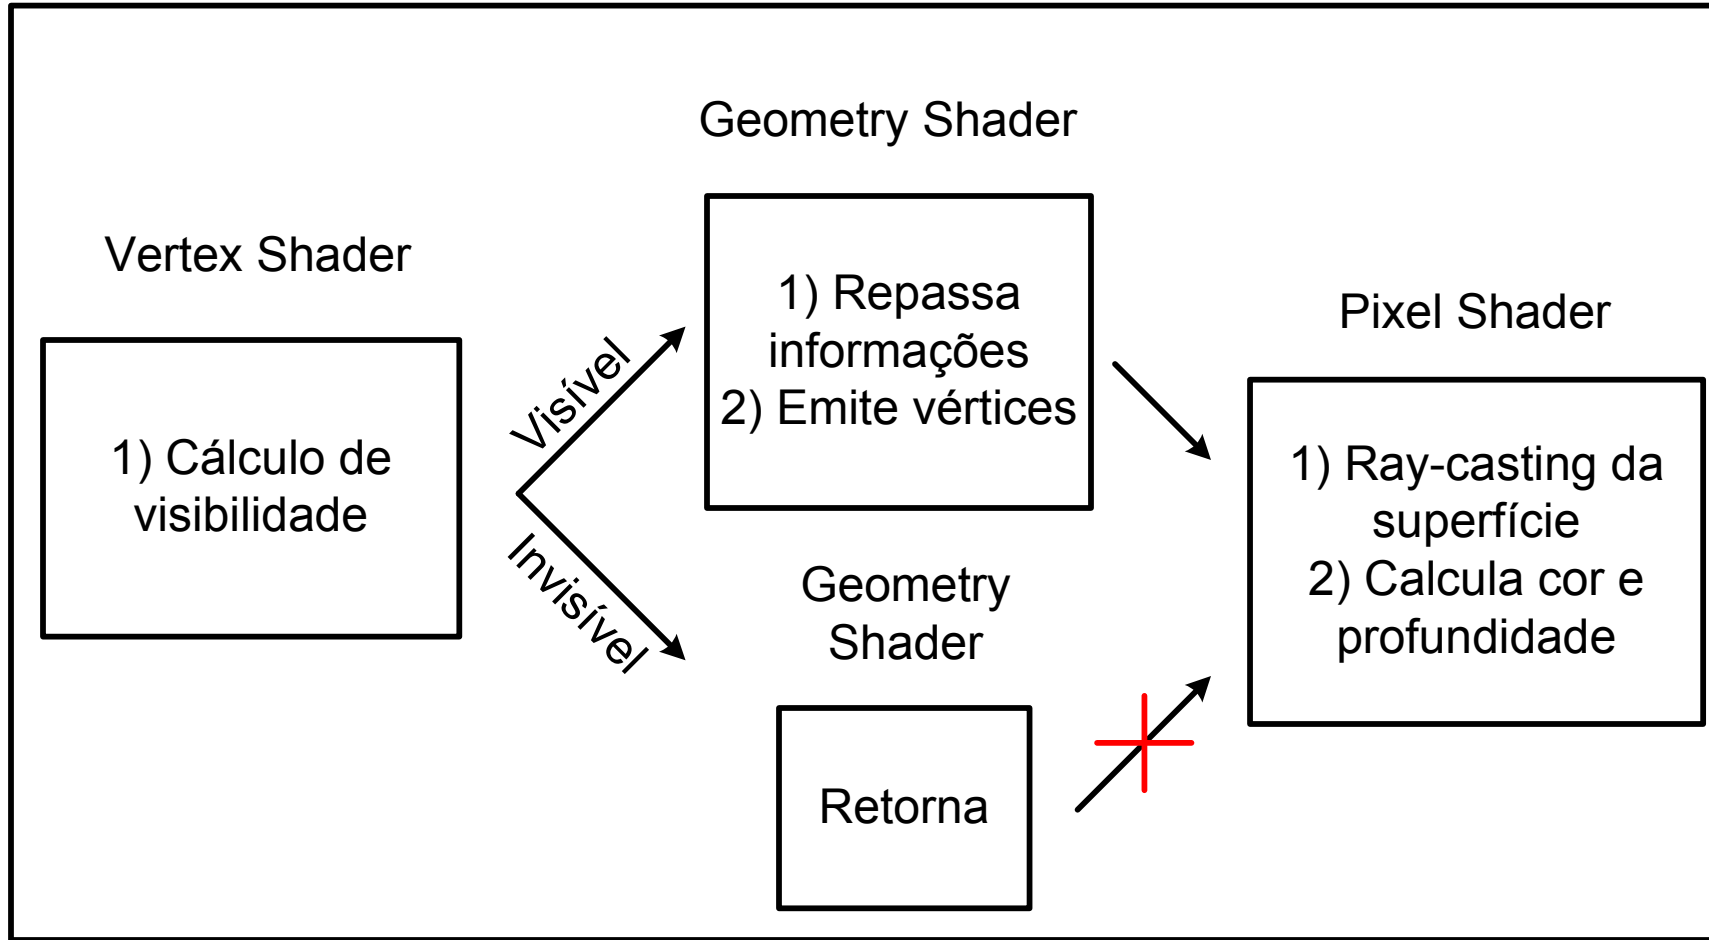 Vertex Shader
1) Cálculo de
visibilidade
Visível
Invisível
Geometry Shader
1) Repassa
informações
2) Emite vértices
Geometry
Shader
Retorna
Pixel Shader
1) Ray-casting da
superfície
2) Calcula cor e
profundidade